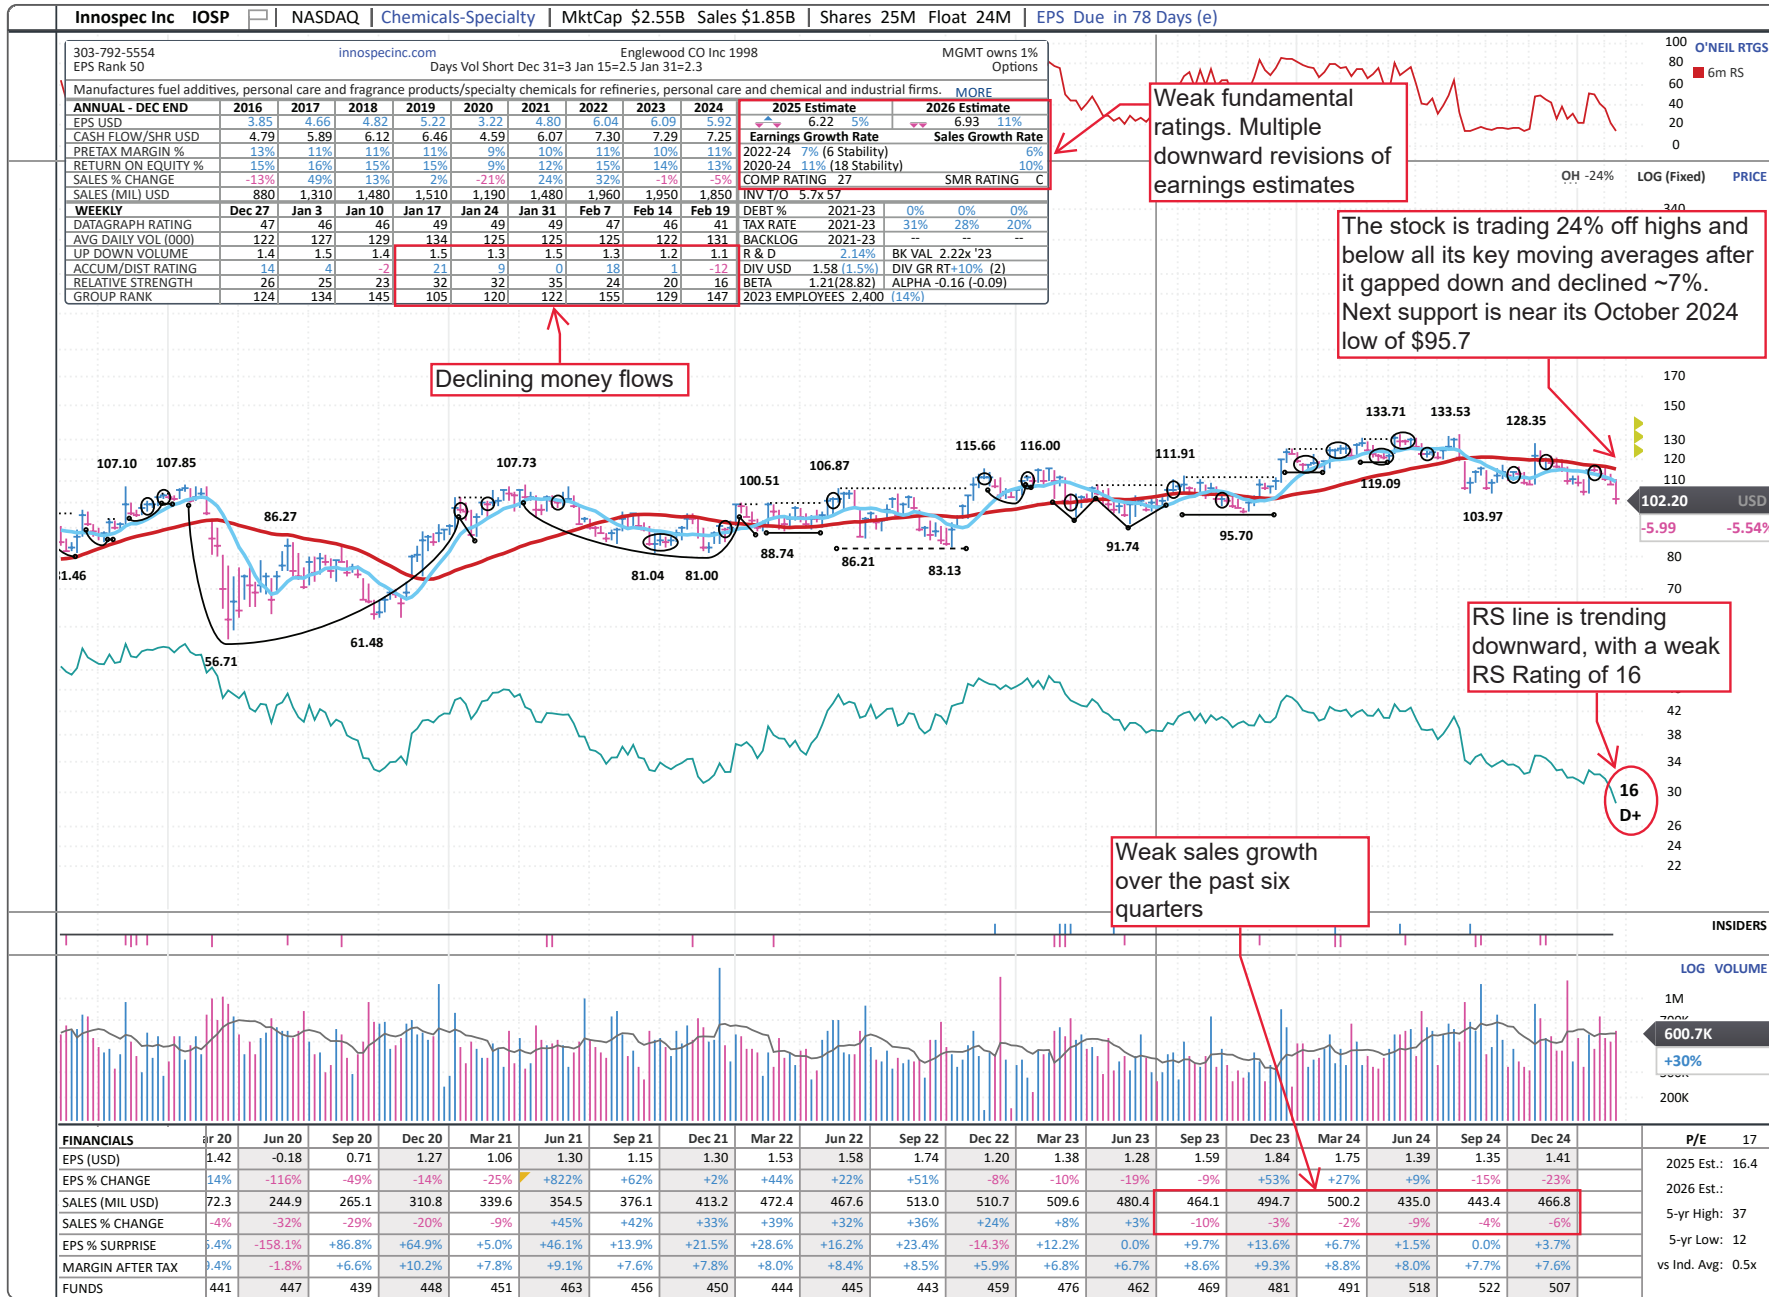 Innospec Inc IOSP NASDAQ Chemicals-Specialty MktCap $2.55B Sales $1.85B Shares 25M Float 24M EPS Due in 78 Days (e)
303-792-5554 innospecinc.com Englewood CO Inc 1998 MGMT owns 1%
EPS Rank 50 Days Vol Short Dec 31=3 Jan 15=2.5 Jan 31=2.3 Options
Manufactures fuel additives, personal care and fragrance products/specialty chemicals for refineries, personal care and chemical and industrial firms. MORE
ANNUAL - DEC END 2016 2017 2018 2019 2020 2021 2022 2023 2024 2025 Estimate 2026 Estimate
EPS USD 3.85 4.66 4.82 5.22 3.22 4.80 6.04 6.09 5.92 6.22 5% 6.93 11%
CASH FLOW/SHR USD 4.79 5.89 6.12 6.46 4.59 6.07 7.30 7.29 7.25 Earnings Growth Rate Sales Growth Rate
PRETAX MARGIN % 13% 11% 11% 11% 9% 10% 11% 10% 11% 2022-24 7% (6 Stability) 6%
RETURN ON EQUITY % 15% 16% 15% 15% 9% 12% 15% 14% 13% 2020-24 11% (18 Stability) 10%
SALES % CHANGE -13% 49% 13% 2% -21% 24% 32% -1% -5% COMP RATING 27 SMR RATING C
SALES (MIL) USD 880 1,310 1,480 1,510 1,190 1,480 1,960 1,950 1,850 INV T/O 5.7x 57
WEEKLY Dec 27 Jan 3 Jan 10 Jan 17 Jan 24 Jan 31 Feb 7 Feb 14 Feb 19 DEBT % 2021-23 0% 0% 0%
DATAGRAPH RATING 47 46 46 49 49 49 47 46 41 TAX RATE 2021-23 31% 28% 20%
AVG DAILY VOL (000) 122 127 129 134 125 125 125 122 131 BACKLOG 2021-23 -- -- --
UP DOWN VOLUME 1.4 1.5 1.4 1.5 1.3 1.5 1.3 1.2 1.1 R & D 2.14% BK VAL 2.22x '23
ACCUM/DIST RATING 14 4 -2 21 9 0 18 1 -12 DIV USD 1.58 (1.5%) DIV GR RT+10% (2)
RELATIVE STRENGTH 26 25 23 32 32 35 24 20 16 BETA 1.21(28.82) ALPHA -0.16 (-0.09)
GROUP RANK 124 134 145 105 120 122 155 129 147 2023 EMPLOYEES 2,400 (14%)
100 O'NEIL RTGS
80
6m RS
60
40
20
0
Weak fundamental
ratings. Multiple
downward revisions of
earnings estimates
OH -24% LOG (Fixed) PRICE
340
The stock is trading 24% off highs and
below all its key moving averages after
it gapped down and declined ~7%.
Next support is near its October 2024
low of $95.7
Declining money flows
170
150
130
120
110
102.20 USD
-5.99 -5.54%
80
70
107.10 107.85 86.27 107.73 100.51 106.87 115.66 116.00 111.91 133.71 133.53 128.35
119.09 103.97 95.70 91.74
88.74 86.21 83.13 81.04 81.00
61.48 56.71
RS line is trending
downward, with a weak
RS Rating of 16
42
38
34
30
26
24
22
16
D+
Weak sales growth
over the past six
quarters
INSIDERS
LOG VOLUME
1M
600.7K
+30%
200K
FINANCIALS Jun 20 Sep 20 Dec 20 Mar 21 Jun 21 Sep 21 Dec 21 Mar 22 Jun 22 Sep 22 Dec 22 Mar 23 Jun 23 Sep 23 Dec 23 Mar 24 Jun 24 Sep 24 Dec 24
EPS (USD) 1.42 -0.18 0.71 1.27 1.06 1.30 1.15 1.30 1.53 1.58 1.74 1.20 1.38 1.28 1.59 1.84 1.75 1.39 1.35 1.41
EPS % CHANGE 14% -116% -49% -14% -25% +822% +62% +2% +44% +22% +51% -8% -10% -19% -9% +53% +27% +9% -15% -23%
SALES (MIL USD) 72.3 244.9 265.1 310.8 339.6 354.5 376.1 413.2 472.4 467.6 513.0 510.7 509.6 480.4 464.1 494.7 500.2 435.0 443.4 466.8
SALES % CHANGE -4% -32% -29% -20% -9% +45% +42% +33% +39% +32% +36% +24% +8% +3% -10% -3% -2% -9% -4% -6%
EPS % SURPRISE 5.4% -158.1% +86.8% +64.9% +5.0% +46.1% +13.9% +21.5% +28.6% +16.2% +23.4% -14.3% +12.2% 0.0% +9.7% +13.6% +6.7% +1.5% 0.0% +3.7%
MARGIN AFTER TAX 9.4% -1.8% +6.6% +10.2% +7.8% +9.1% +7.6% +7.8% +8.0% +8.4% +8.5% +5.9% +6.8% +6.7% +8.6% +9.3% +8.8% +8.0% +7.7% +7.6%
FUNDS 441 447 439 448 451 463 456 450 444 445 443 459 476 462 469 481 491 518 522 507
P/E 17
2025 Est.: 16.4
2026 Est.:
5-yr High: 37
5-yr Low: 12
vs Ind. Avg: 0.5x